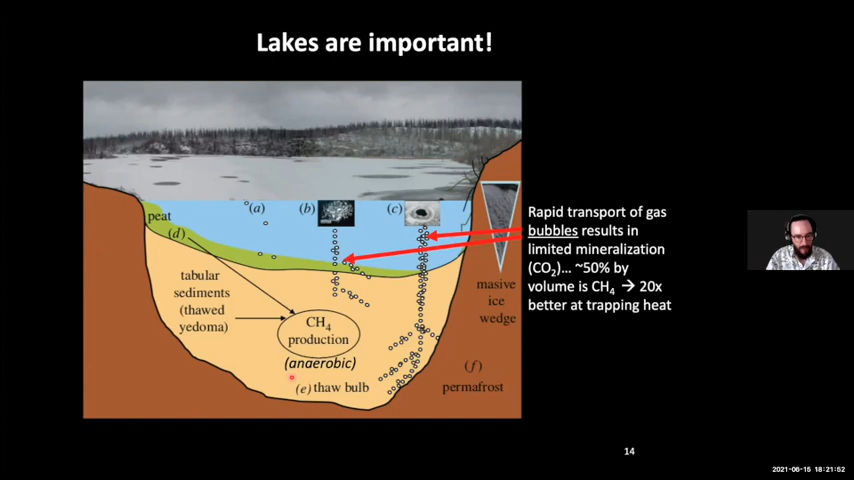 Lakes are important!
peat
(a)
(b)
(c)
(d)
tabular
sediments
(thawed
yedoma)
CH4
production
(anaerobic)
(e) thaw bulb
masive
ice
wedge
(f)
permafrost
Rapid transport of gas
bubbles results in
limited mineralization
(CO2)... ~50% by
volume is CH4 → 20x
better at trapping heat
14
2021-06-15 18:21:52